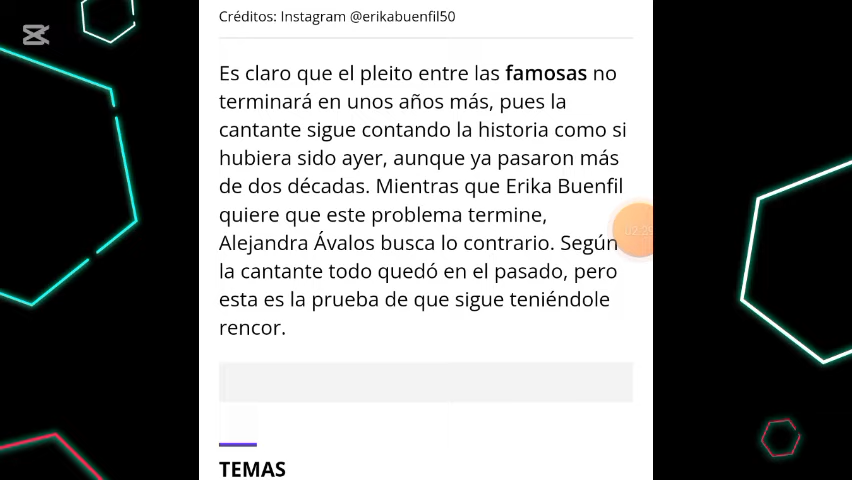 Créditos: Instagram @erikabuenfil50
Es claro que el pleito entre las famosas no
terminará en unos años más, pues la
cantante sigue contando la historia como si
hubiera sido ayer, aunque ya pasaron más
de dos décadas. Mientras que Erika Buenfil
quiere que este problema termine,
Alejandra Ávalos busca lo contrario. Según
la cantante todo quedó en el pasado, pero
esta es la prueba de que sigue teniéndole
rencor.
TEMAS